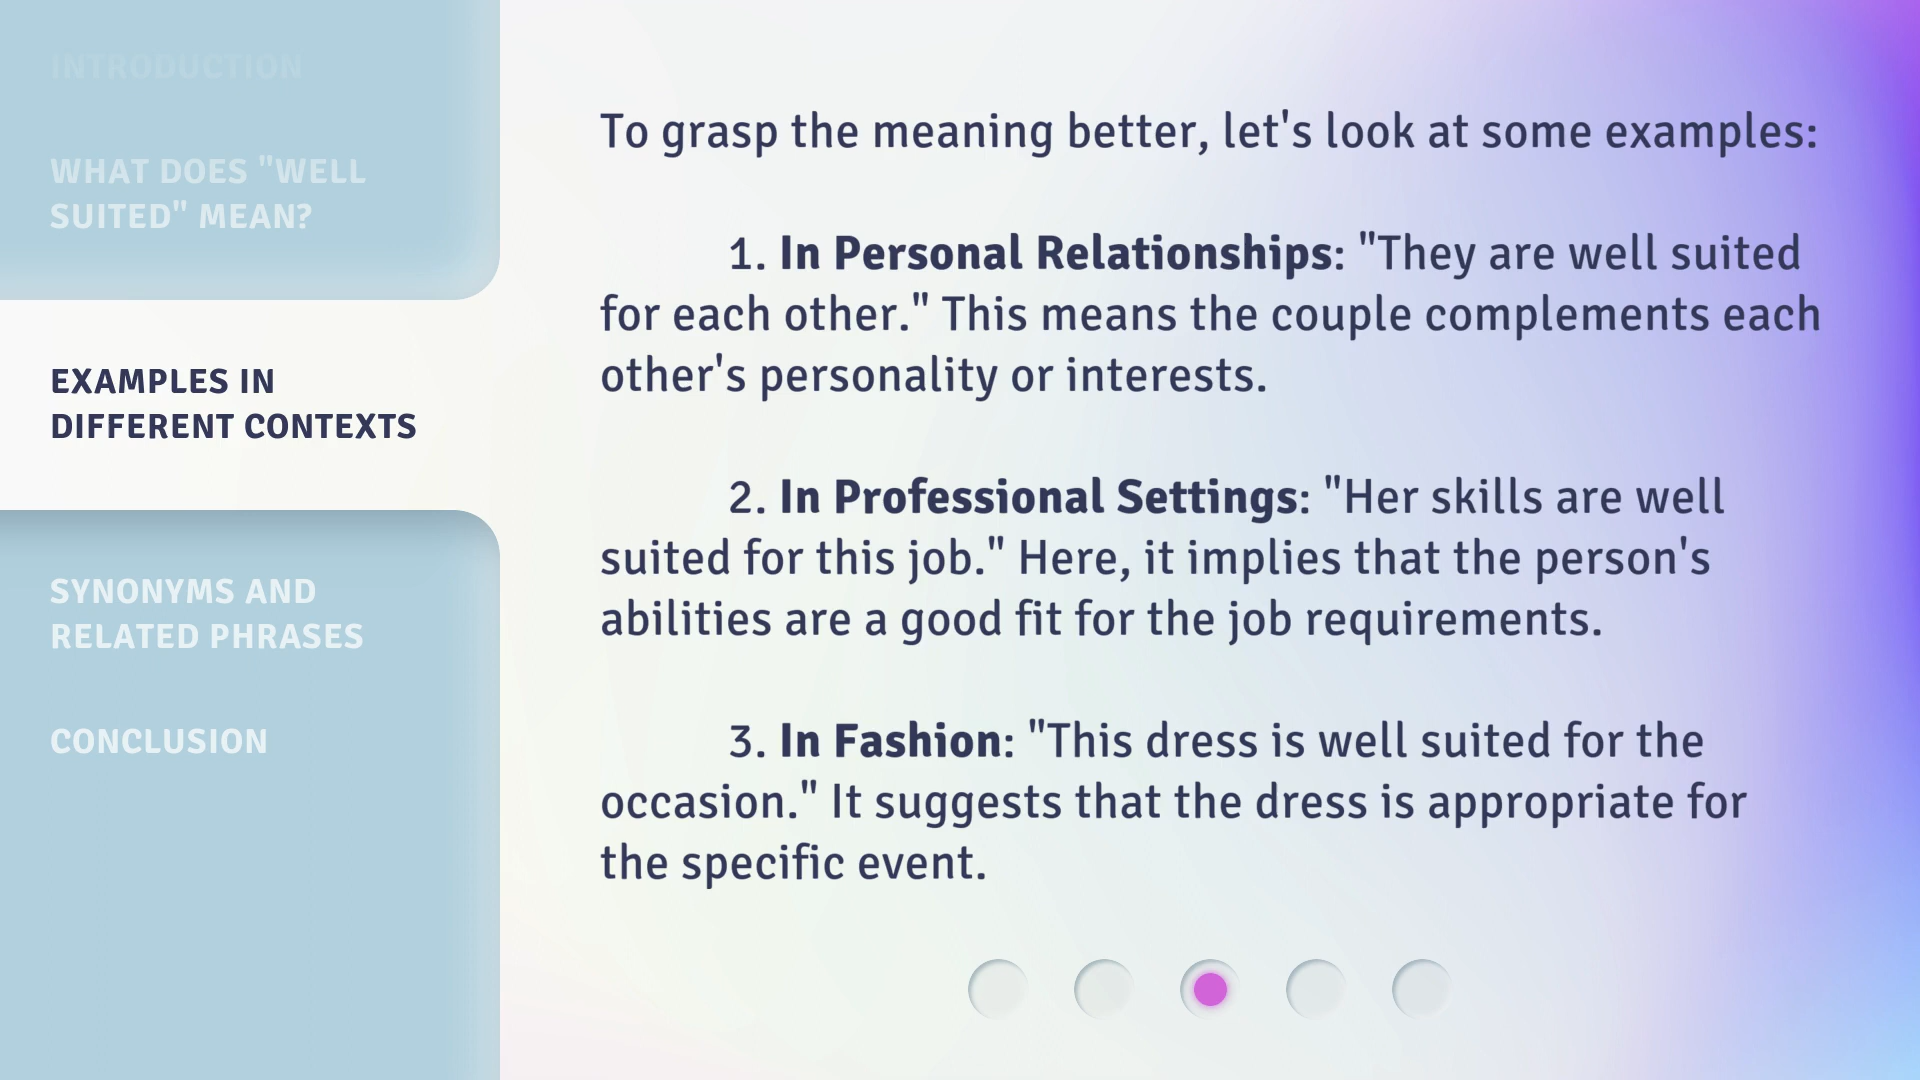 INTRODUCTION
WHAT DOES "WELL
SUITED" MEAN?
EXAMPLES IN
DIFFERENT CONTEXTS
SYNONYMS AND
RELATED PHRASES
CONCLUSION
To grasp the meaning better, let's look at some examples:
1. In Personal Relationships: "They are well suited
for each other." This means the couple complements each
other's personality or interests.
2. In Professional Settings: "Her skills are well
suited for this job." Here, it implies that the person's
abilities are a good fit for the job requirements.
3. In Fashion: "This dress is well suited for the
occasion." It suggests that the dress is appropriate for
the specific event.